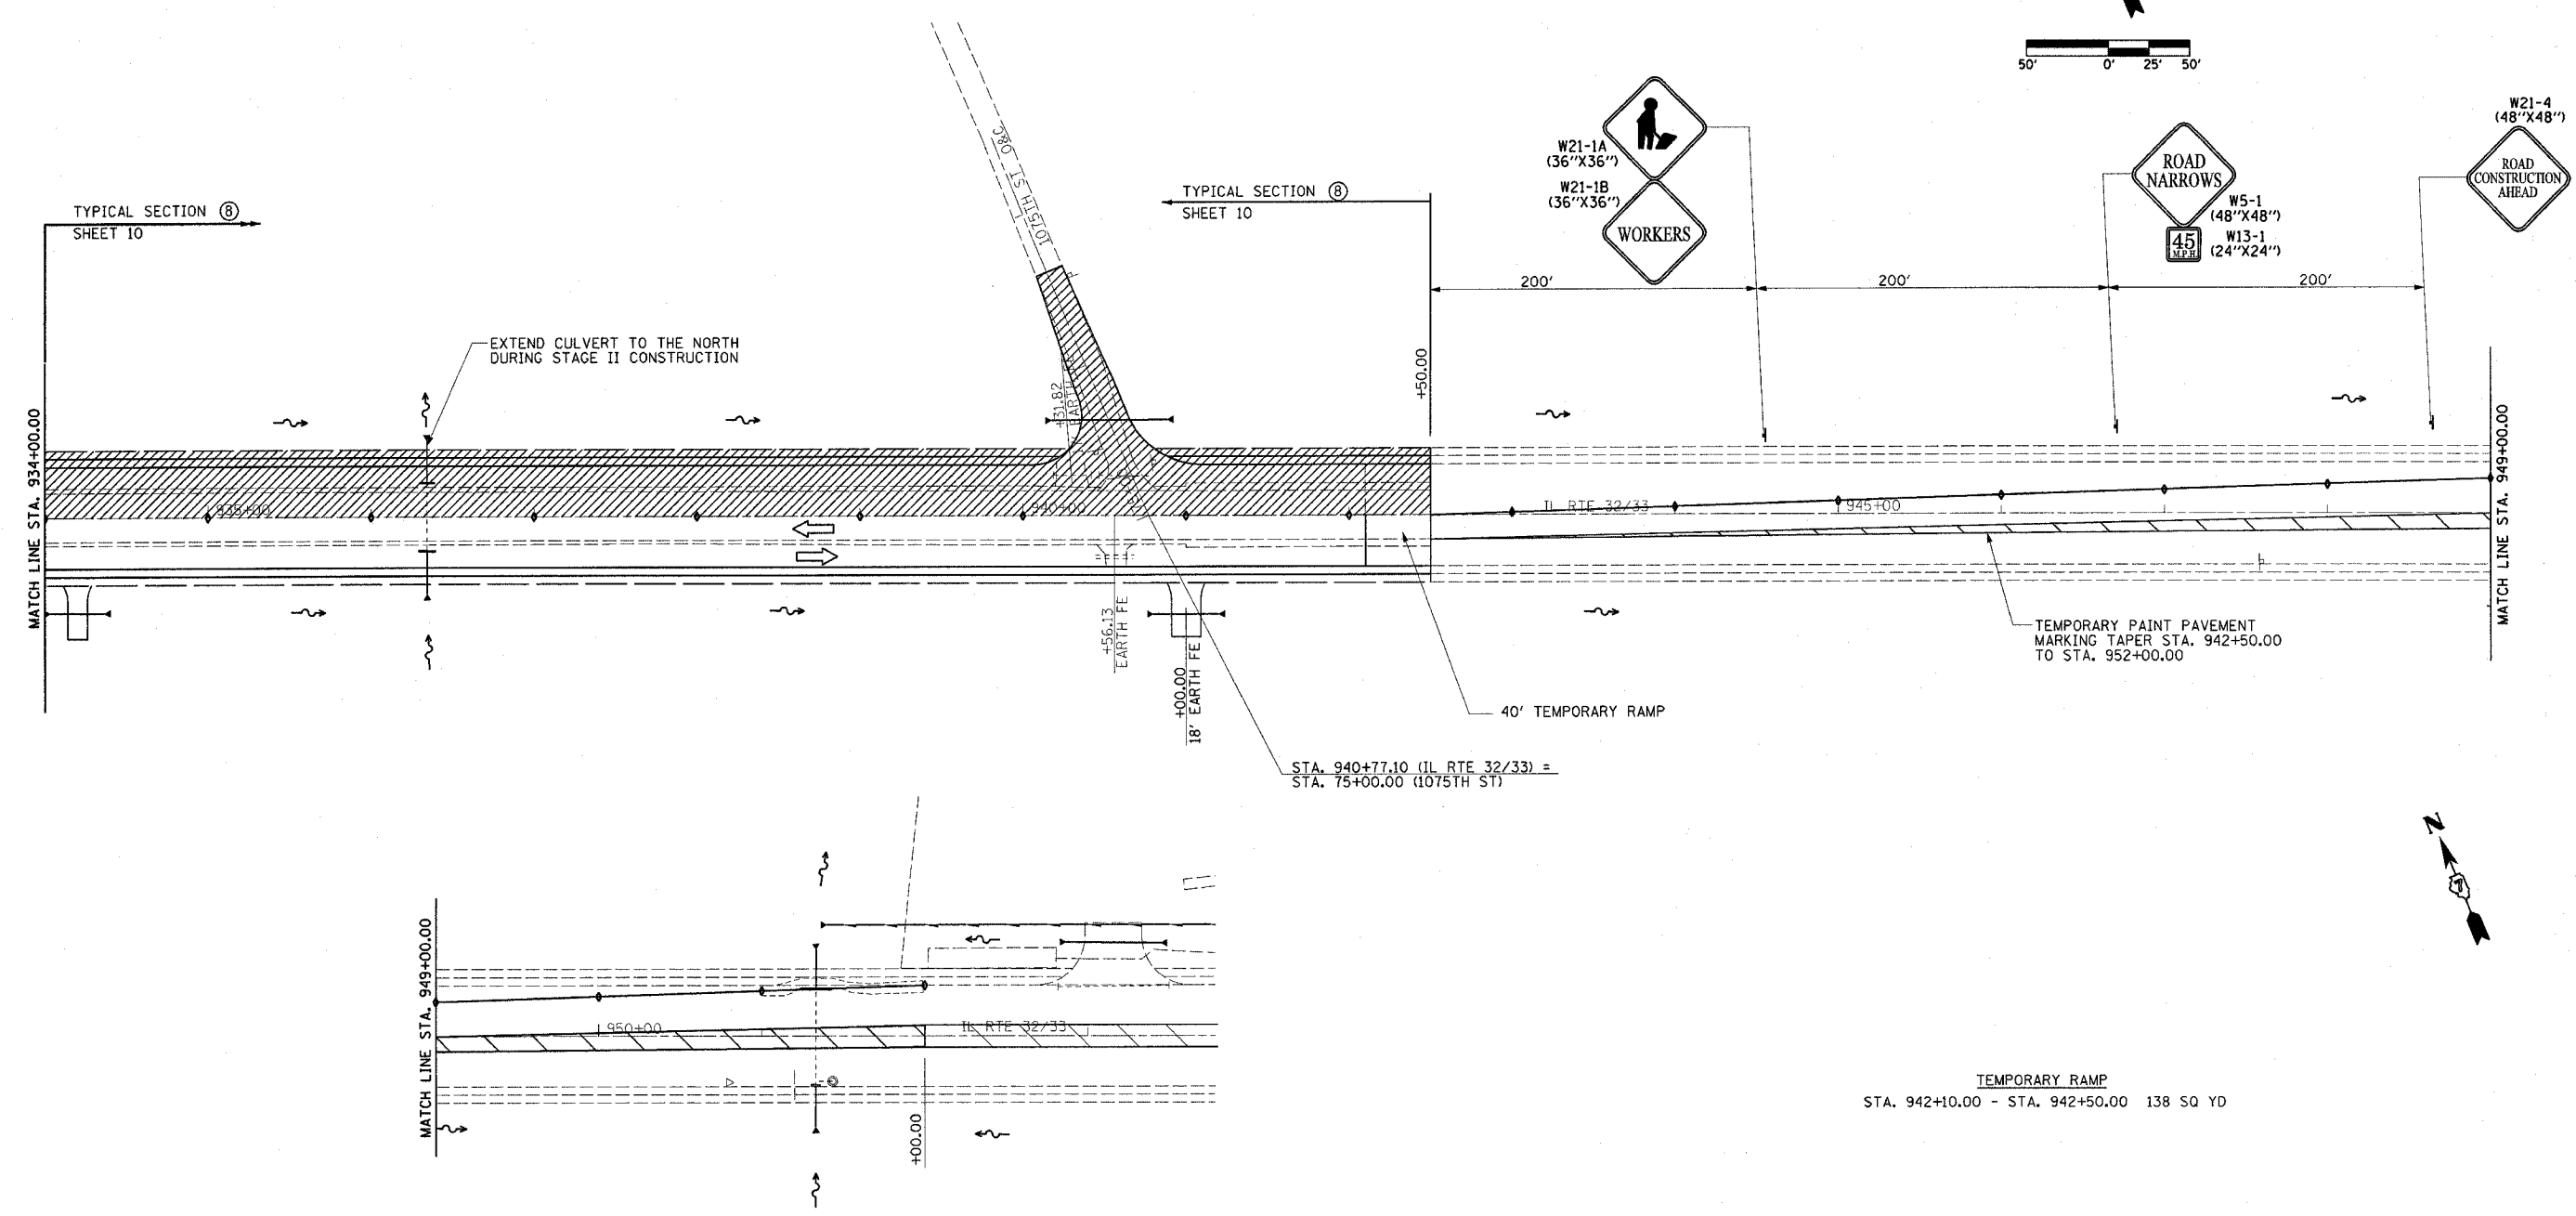 50' 0' 25' 50'
W21-4
(48"X48")
ROAD
CONSTRUCTION
AHEAD
ROAD
NARROWS
W5-1
(48"X48")
45
M.P.H.
W13-1
(24"X24")
W21-1A
(36"X36")
W21-1B
(36"X36")
WORKERS
TYPICAL SECTION 8
SHEET 10
TYPICAL SECTION 8
SHEET 10
1075TH ST. O&C
200' 200' 200'
EXTEND CULVERT TO THE NORTH
DURING STAGE II CONSTRUCTION
+50.00
+31.82
MATCH LINE STA. 934+00.00
MATCH LINE STA. 949+00.00
935+00 940+00 IL RTE 32/33 945+00
+56.13
EARTH FE
+00.00
18' EARTH FE
TEMPORARY PAINT PAVEMENT
MARKING TAPER STA. 942+50.00
TO STA. 952+00.00
40' TEMPORARY RAMP
STA. 940+77.10 (IL RTE 32/33) =
STA. 75+00.00 (1075TH ST)
N
MATCH LINE STA. 949+00.00
950+00 IL RTE 32/33
+00.00
TEMPORARY RAMP
STA. 942+10.00 - STA. 942+50.00 138 SQ YD